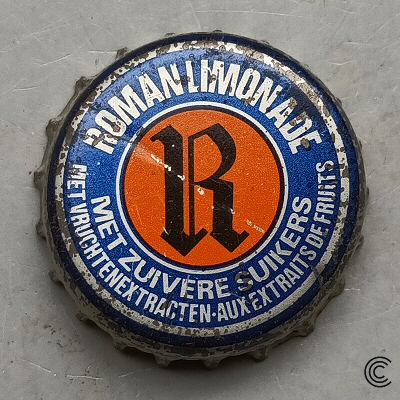 ROMAN LIMONADE
R
MET ZUIVERE SUIKERS
MET VRUCHTENEXTRACTEN·AUX EXTRAITS DE FRUITS